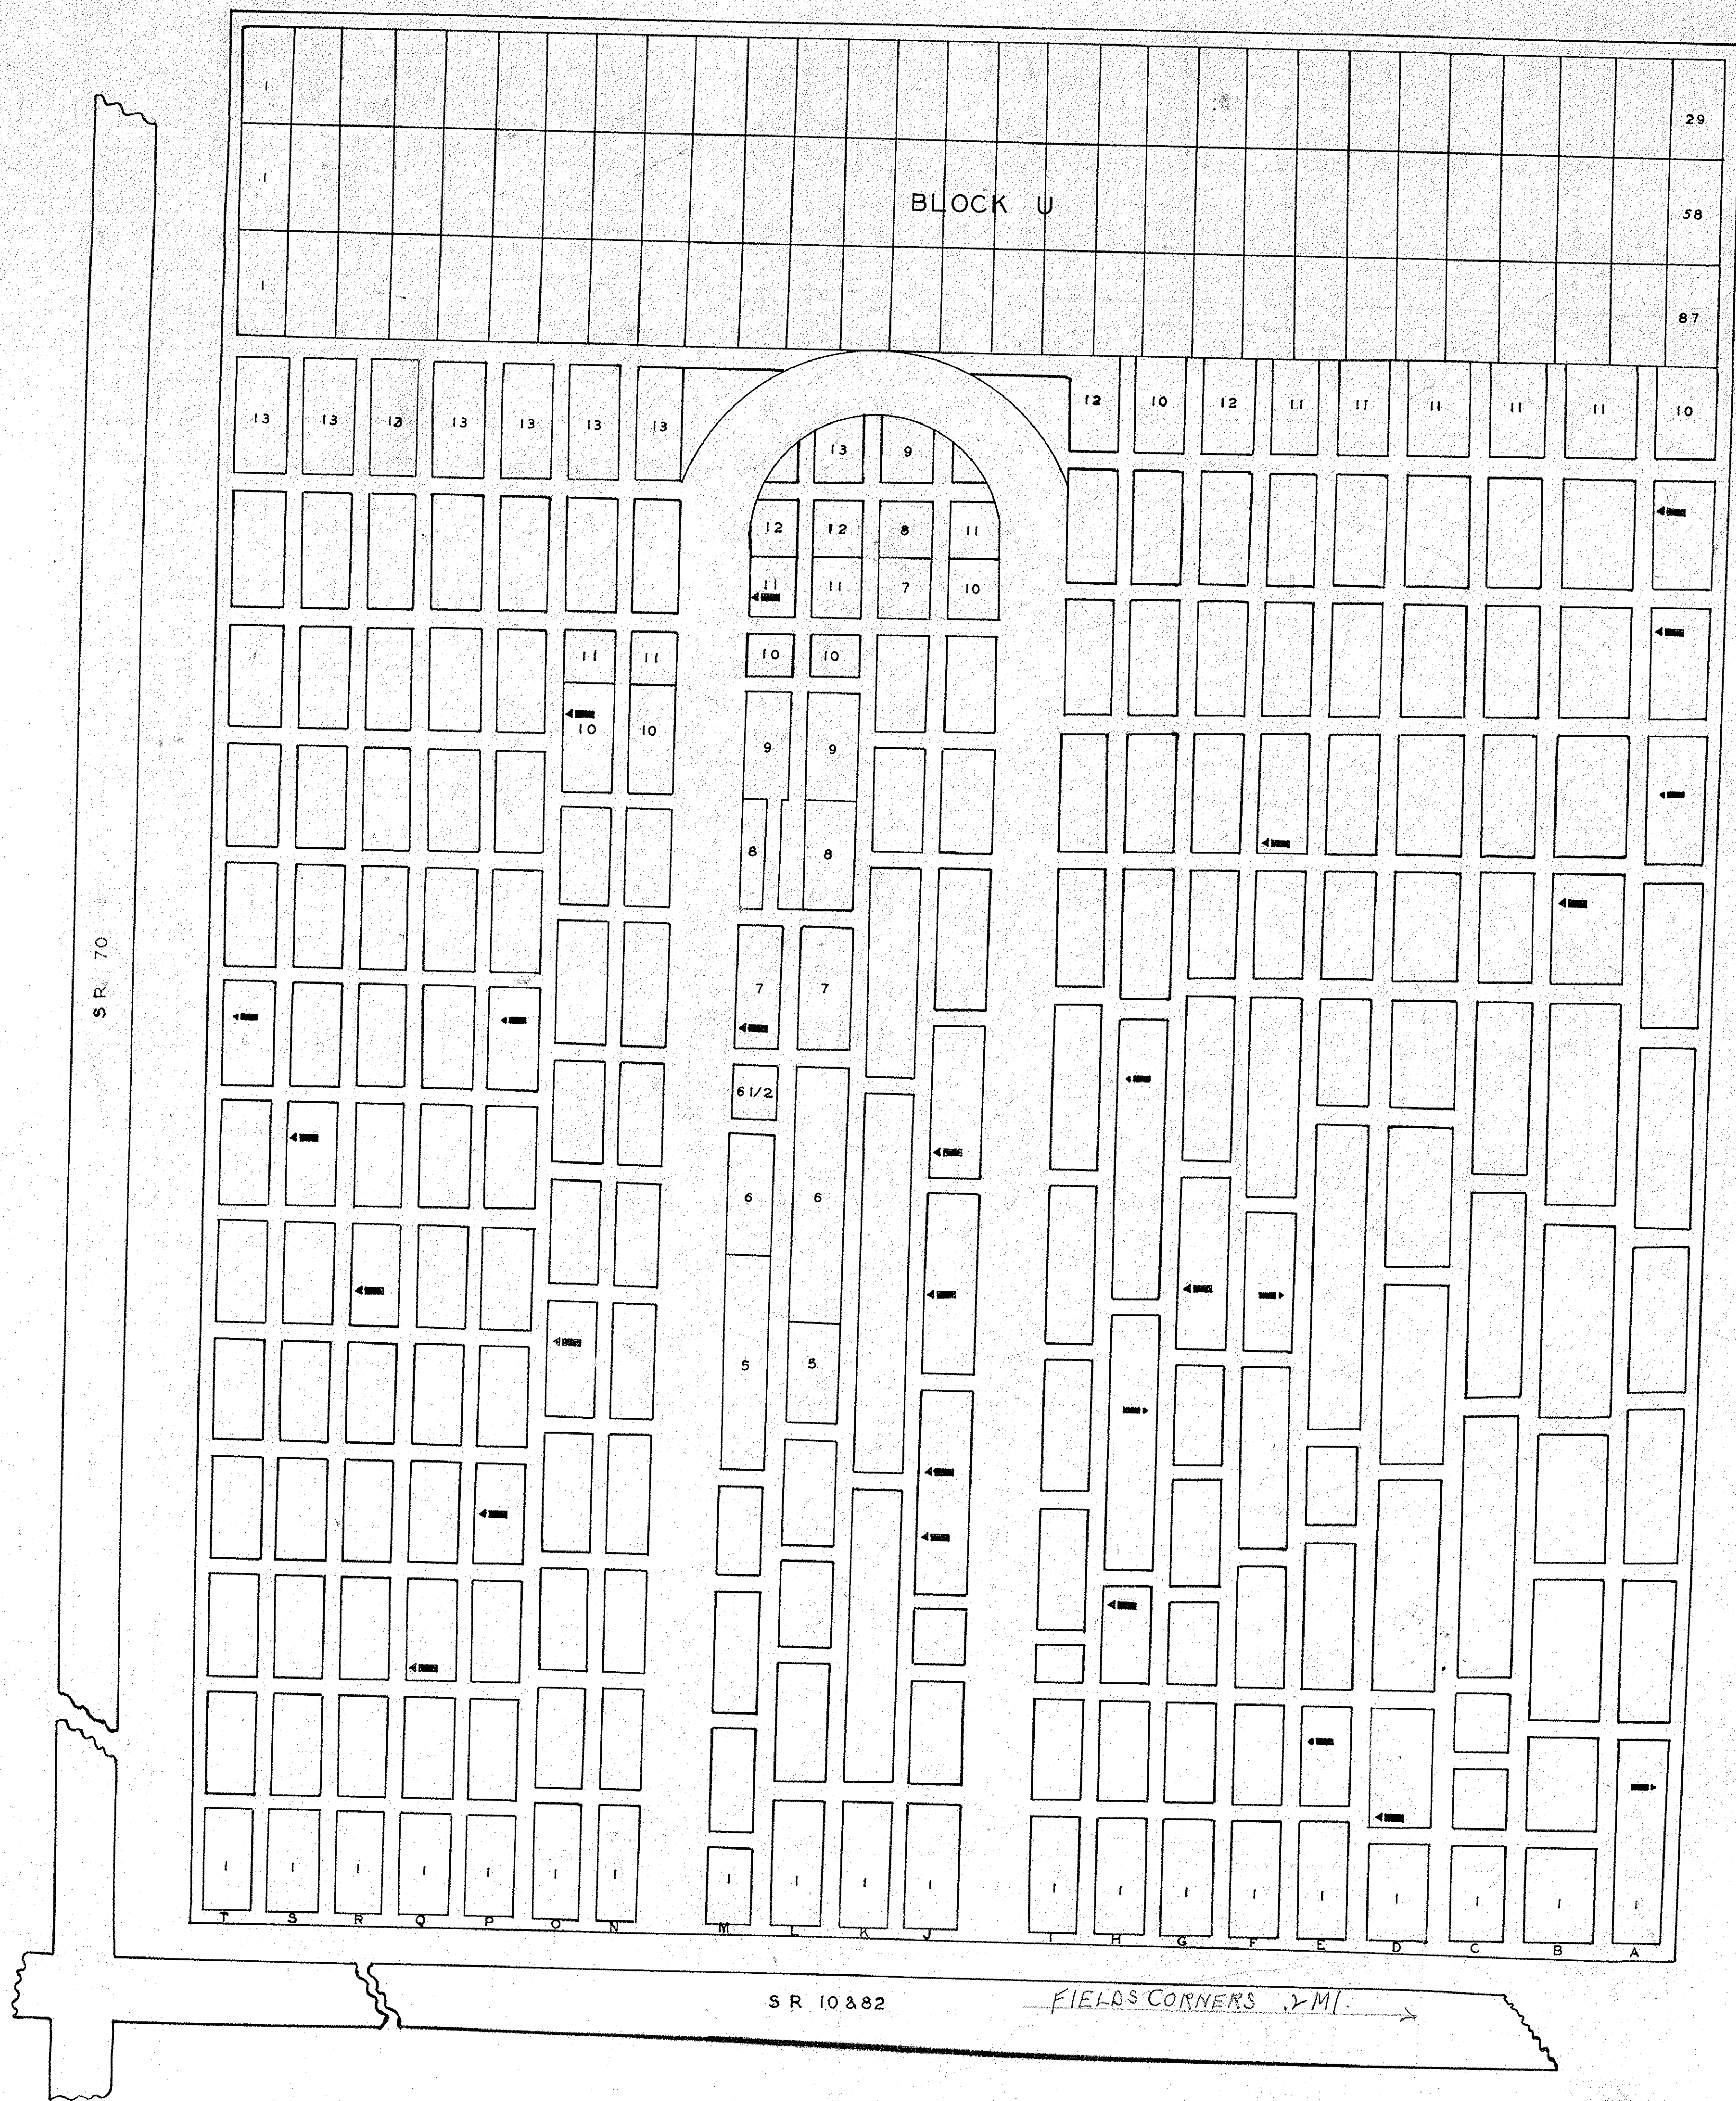 1
29
1
BLOCK U
58
1
87
13 13 13 13 13 13 13 13 9 12 10 12 11 11 11 11 11 10
12 12 8 11
11 11 7 10
11 11 10 10
10 10 9 9
8 8
SR 70
7 7
6 1/2
6 6
5 5
1 1 1 1 1 1 1 1 1 1 1 1 1 1 1 1 1 1 1 1
T S R Q P O N M L K J I H G F E D C B A
SR 10&82
FIELDS CORNERS .2 MI.